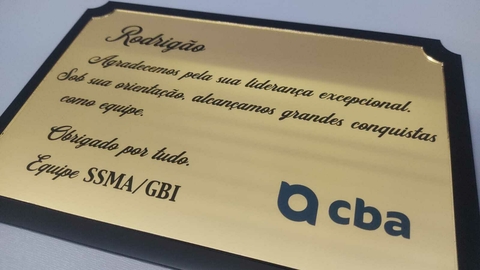 Rodrigão
Agradecemos pela sua liderança excepcional.
Sob sua orientação, alcançamos grandes conquistas
como equipe.
Obrigado por tudo.
Equipe SSMA/GBI
cba